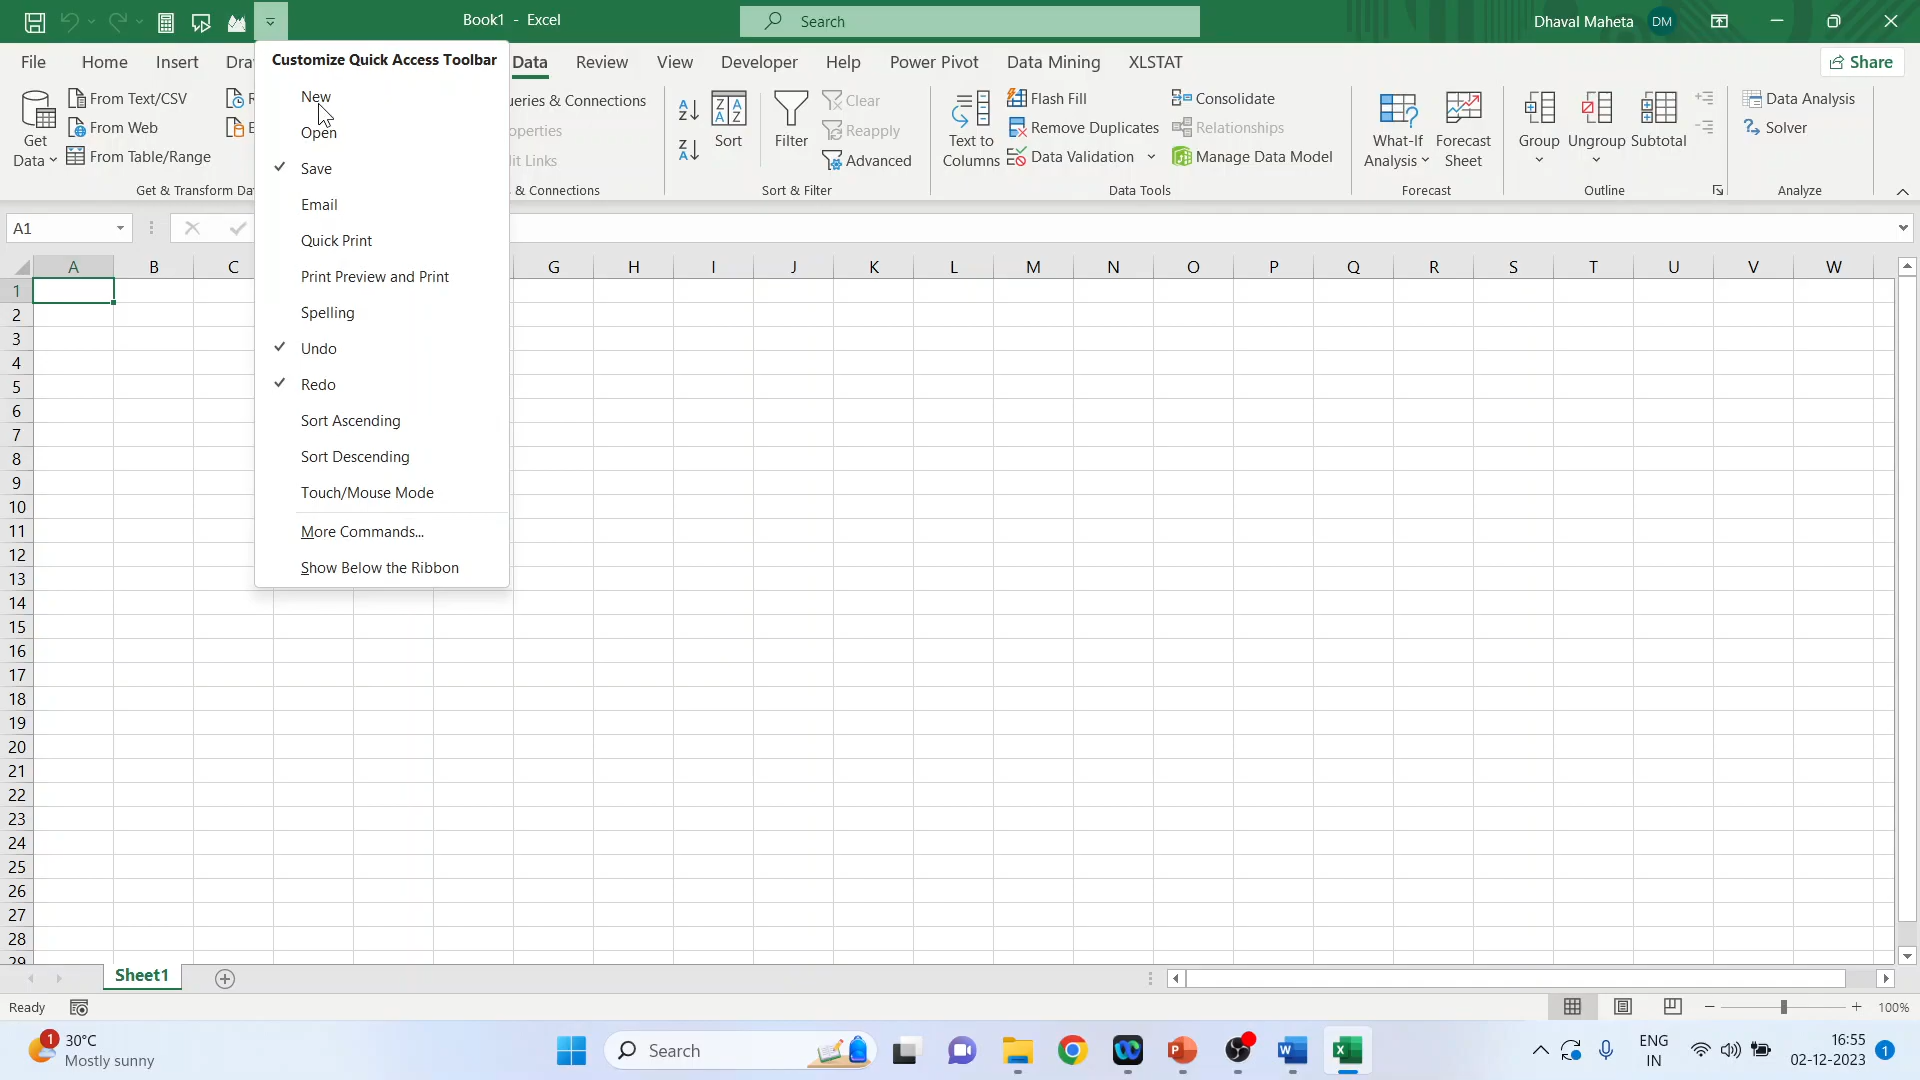 Book1 - Excel
Search
Dhaval Maheta
DM
File
Home
Insert
Dra
Data
Review
View
Developer
Help
Power Pivot
Data Mining
XLSTAT
Share
Customize Quick Access Toolbar
New
Open
Save
Email
Quick Print
Print Preview and Print
Spelling
Undo
Redo
Sort Ascending
Sort Descending
Touch/Mouse Mode
More Commands...
Show Below the Ribbon
Get
Data
From Text/CSV
From Web
From Table/Range
Get & Transform Da
ueries & Connections
operties
dit Links
& Connections
Sort
Filter
Clear
Reapply
Advanced
Sort & Filter
Text to
Columns
Flash Fill
Remove Duplicates
Data Validation
Consolidate
Relationships
Manage Data Model
Data Tools
What-If
Analysis
Forecast
Sheet
Forecast
Group
Ungroup
Subtotal
Outline
Data Analysis
Solver
Analyze
A1
A B C G H I J K L M N O P Q R S T U V W
1
2
3
4
5
6
7
8
9
10
11
12
13
14
15
16
17
18
19
20
21
22
23
24
25
26
27
28
29
Sheet1
Ready
100%
1
30°C
Mostly sunny
Search
ENG
IN
16:55
02-12-2023
1